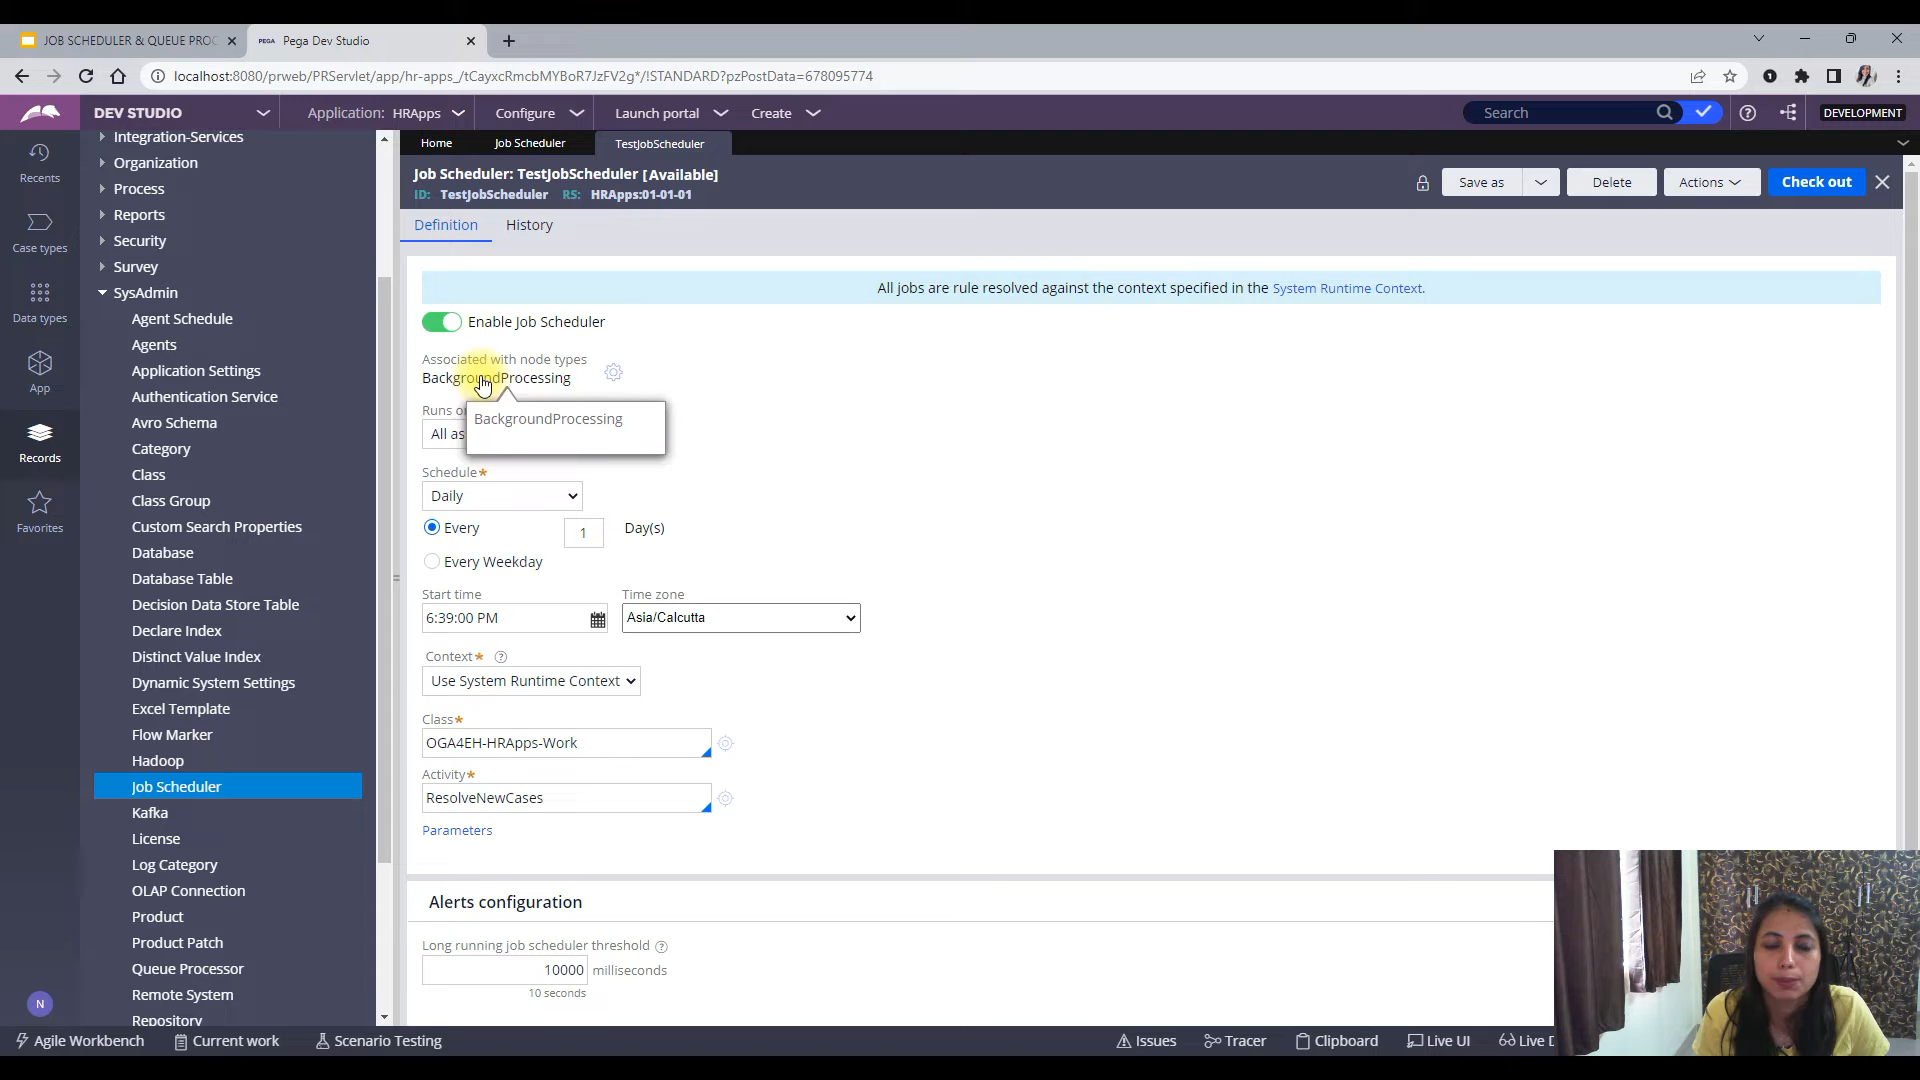 JOB SCHEDULER & QUEUE PROC
PEGA Pega Dev Studio
localhost:8080/prweb/PRServlet/app/hr-apps_/tCayxcRmcbMYBoR7JzFV2g*/!STANDARD?pzPostData=678095774
DEV STUDIO
Application: HRApps
Configure
Launch portal
Create
Search
DEVELOPMENT
Recents
Case types
Data types
App
Records
Favorites
N
Integration-Services
Organization
Process
Reports
Security
Survey
SysAdmin
Agent Schedule
Agents
Application Settings
Authentication Service
Avro Schema
Category
Class
Class Group
Custom Search Properties
Database
Database Table
Decision Data Store Table
Declare Index
Distinct Value Index
Dynamic System Settings
Excel Template
Flow Marker
Hadoop
Job Scheduler
Kafka
License
Log Category
OLAP Connection
Product
Product Patch
Queue Processor
Remote System
Repository
Home
Job Scheduler
TestJobScheduler
Job Scheduler: TestJobScheduler [Available]
ID: TestJobScheduler RS: HRApps:01-01-01
Save as
Delete
Actions
Check out
Definition
History
All jobs are rule resolved against the context specified in the System Runtime Context.
Enable Job Scheduler
Associated with node types
BackgroundProcessing
BackgroundProcessing
Runs o
All as
Schedule*
Daily
Every 1 Day(s)
Every Weekday
Start time
6:39:00 PM
Time zone
Asia/Calcutta
Context*
Use System Runtime Context
Class*
OGA4EH-HRApps-Work
Activity*
ResolveNewCases
Parameters
Alerts configuration
Long running job scheduler threshold
10000 milliseconds
10 seconds
Agile Workbench
Current work
Scenario Testing
Issues
Tracer
Clipboard
Live UI
Live D